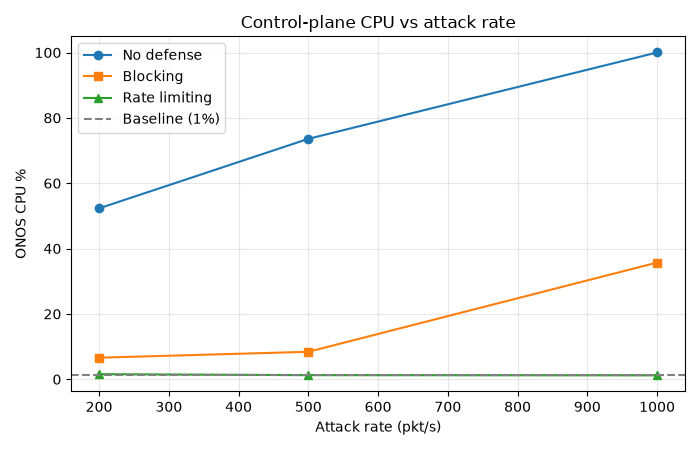 Control-plane CPU vs attack rate
No defense
Blocking
Rate limiting
Baseline (1%)
ONOS CPU %
100
80
60
40
20
0
200 300 400 500 600 700 800 900 1000
Attack rate (pkt/s)